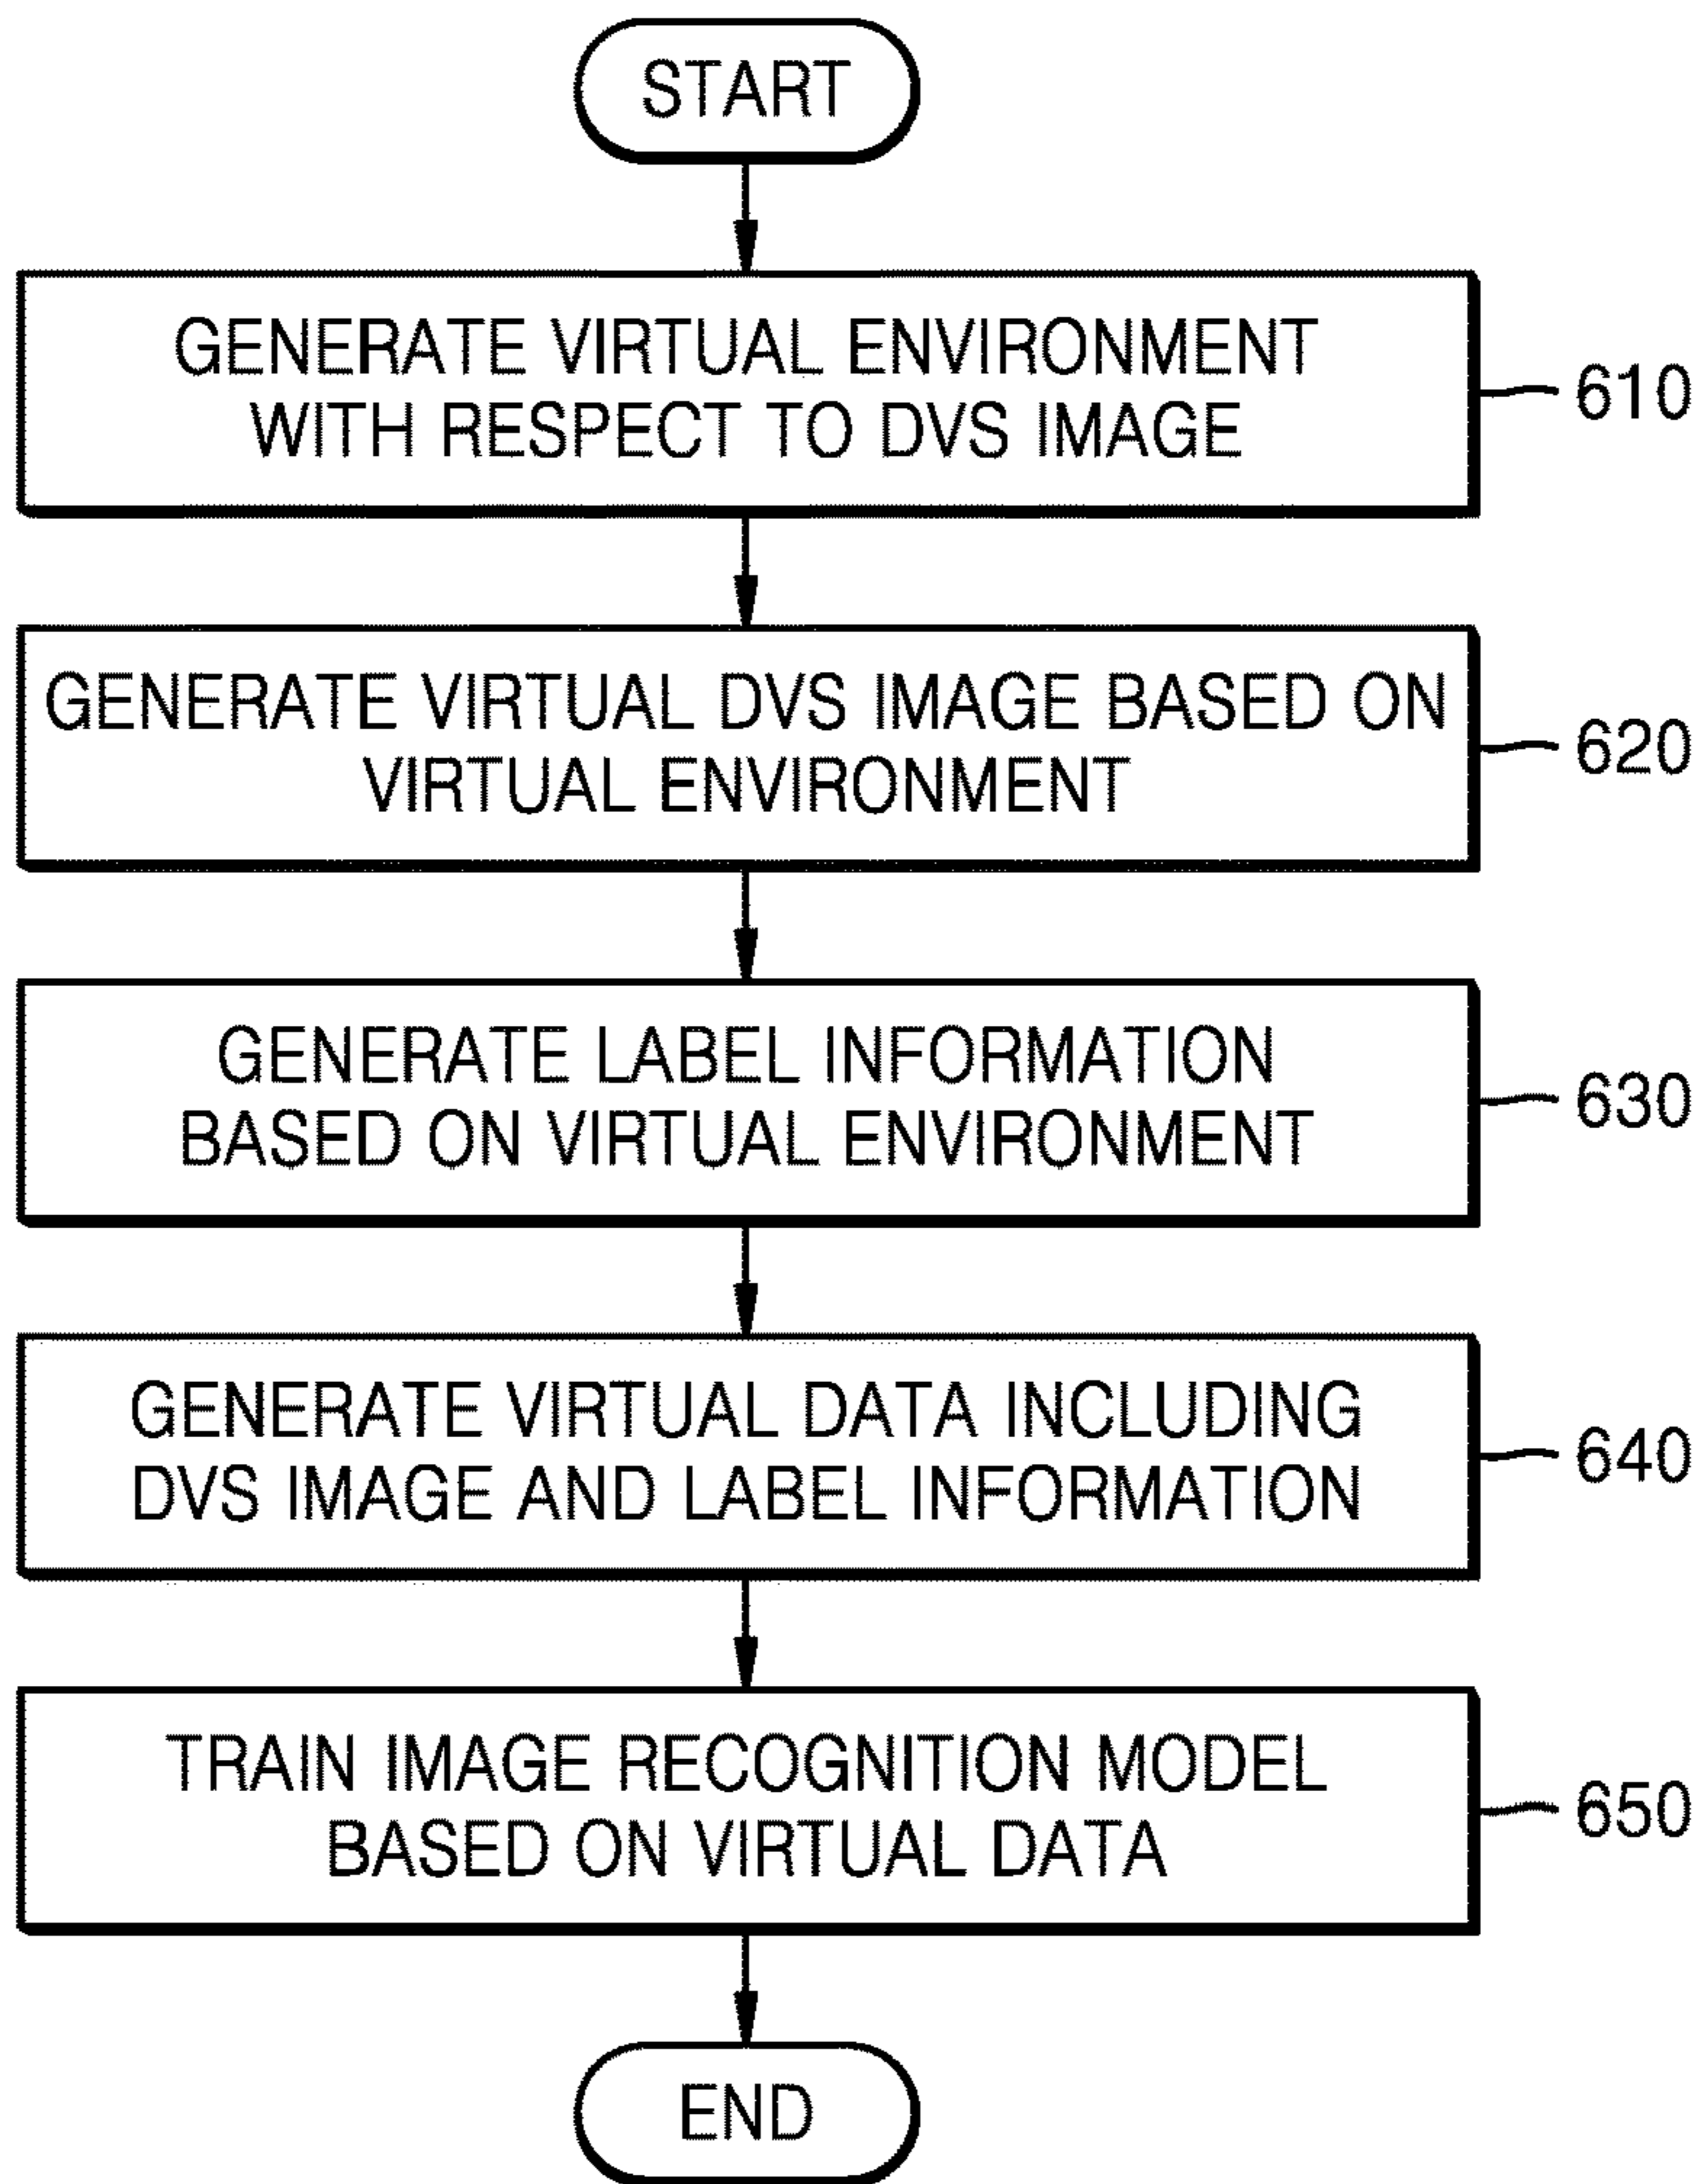 START
GENERATE VIRTUAL ENVIRONMENT
WITH RESPECT TO DVS IMAGE
610
GENERATE VIRTUAL DVS IMAGE BASED ON
VIRTUAL ENVIRONMENT
620
GENERATE LABEL INFORMATION
BASED ON VIRTUAL ENVIRONMENT
630
GENERATE VIRTUAL DATA INCLUDING
DVS IMAGE AND LABEL INFORMATION
640
TRAIN IMAGE RECOGNITION MODEL
BASED ON VIRTUAL DATA
650
END